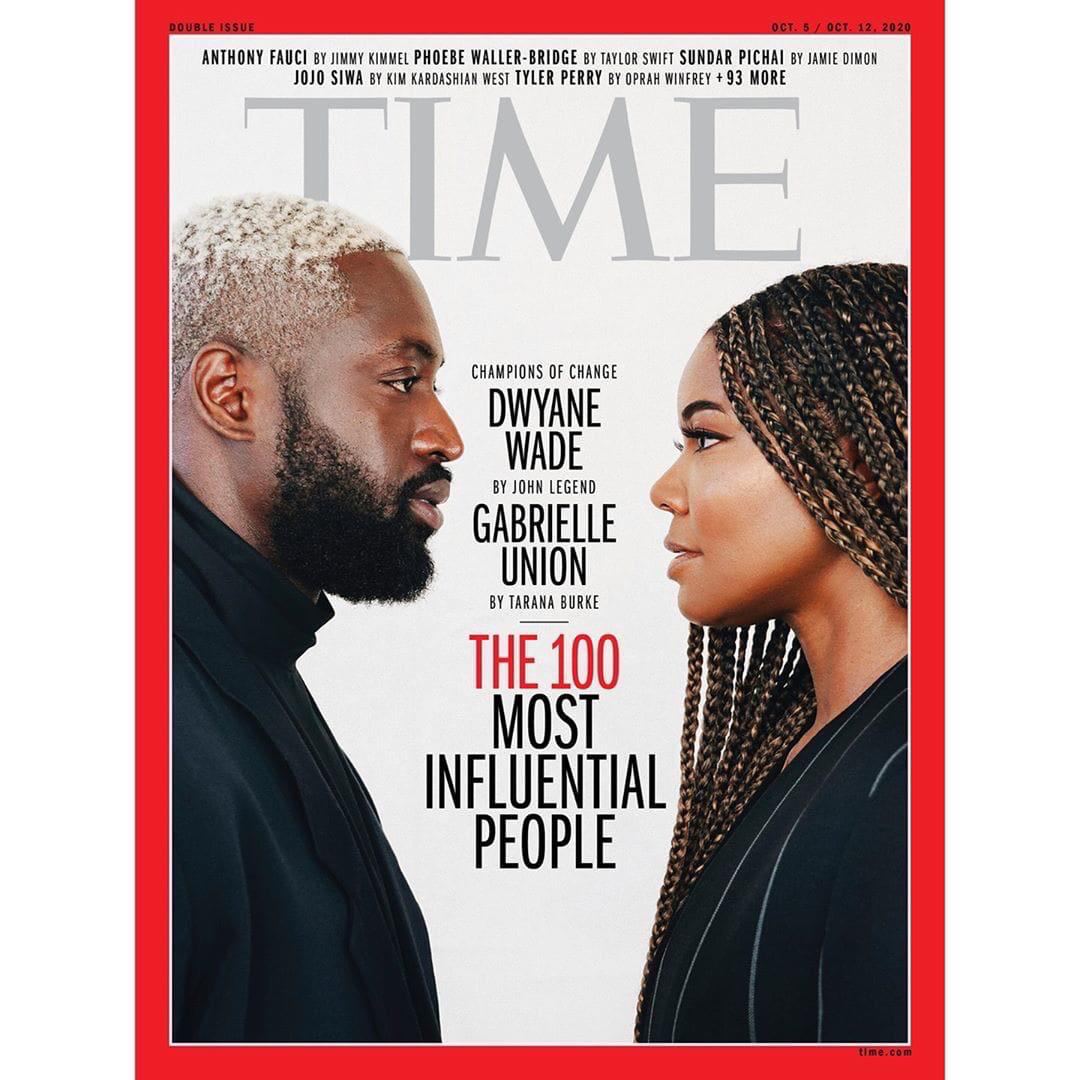 DOUBLE ISSUE
OCT. 5 / OCT. 12, 2020
ANTHONY FAUCI BY JIMMY KIMMEL PHOEBE WALLER-BRIDGE BY TAYLOR SWIFT SUNDAR PICHAI BY JAMIE DIMON
JOJO SIWA BY KIM KARDASHIAN WEST TYLER PERRY BY OPRAH WINFREY + 93 MORE
TIME
CHAMPIONS OF CHANGE
DWYANE
WADE
BY JOHN LEGEND
GABRIELLE
UNION
BY TARANA BURKE
THE 100
MOST
INFLUENTIAL
PEOPLE
time.com